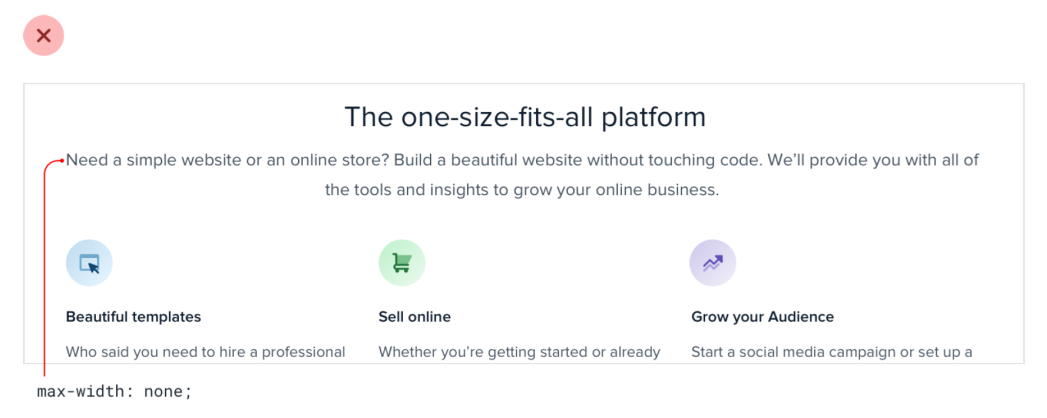 The one-size-fits-all platform
Need a simple website or an online store? Build a beautiful website without touching code. We’ll provide you with all of
the tools and insights to grow your online business.
Beautiful templates
Sell online
Grow your Audience
Who said you need to hire a professional
Whether you’re getting started or already
Start a social media campaign or set up a
max-width: none;